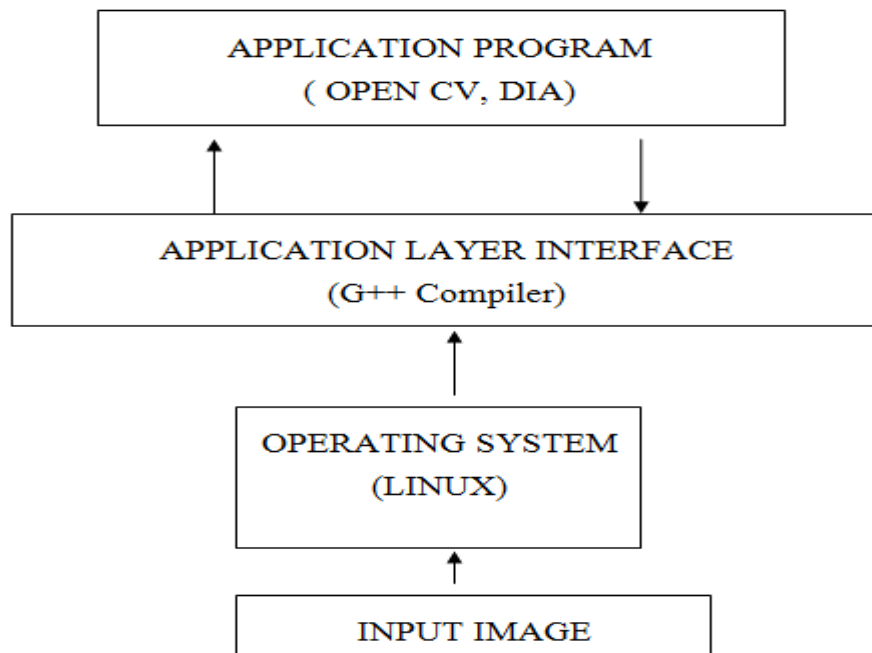 APPLICATION PROGRAM
( OPEN CV, DIA)
APPLICATION LAYER INTERFACE
(G++ Compiler)
OPERATING SYSTEM
(LINUX)
INPUT IMAGE